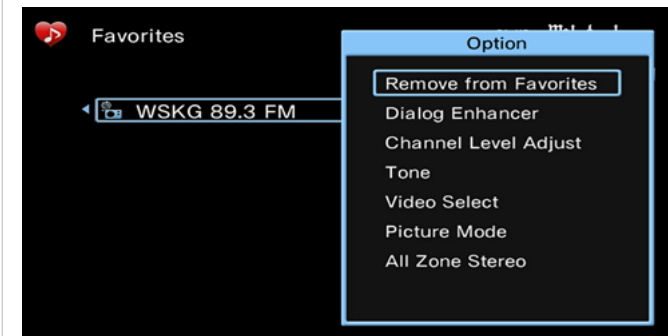 Favorites
Option
WSKG 89.3 FM
Remove from Favorites
Dialog Enhancer
Channel Level Adjust
Tone
Video Select
Picture Mode
All Zone Stereo